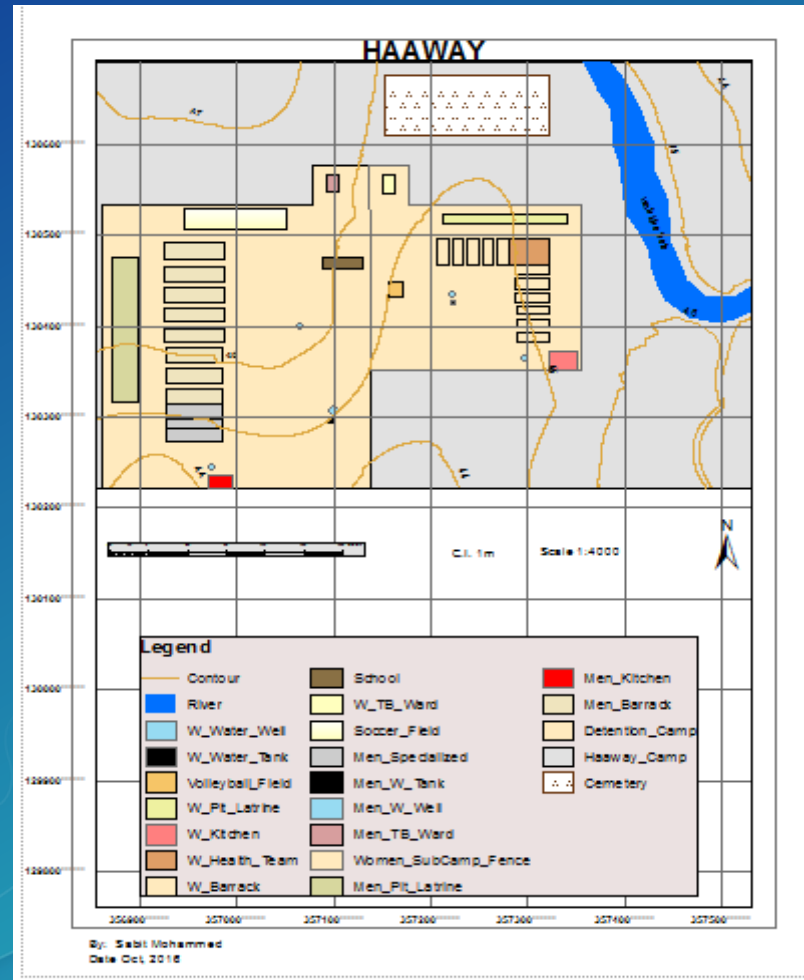 HAAWAY
130600
130500
130400
130300
130200
130100
130000
C.I. 1m
Scale 1:4000
N
Legend
Contour
River
W_Water_Well
W_Water_Tank
Volleyball_Field
W_Pit_Latrine
W_Kitchen
W_Health_Team
W_Barrack
School
W_TB_Ward
Soccer_Field
Men_Specialized
Men_W_Tank
Men_W_Well
Men_TB_Ward
Women_SubCamp_Fence
Men_Pit_Latrine
Men_Kitchen
Men_Barrack
Detention_Camp
Haaway_Camp
Cemetery
356900
357000
357100
357200
357300
357400
357500
By: Sabit Mohammed
Date Oct, 2016